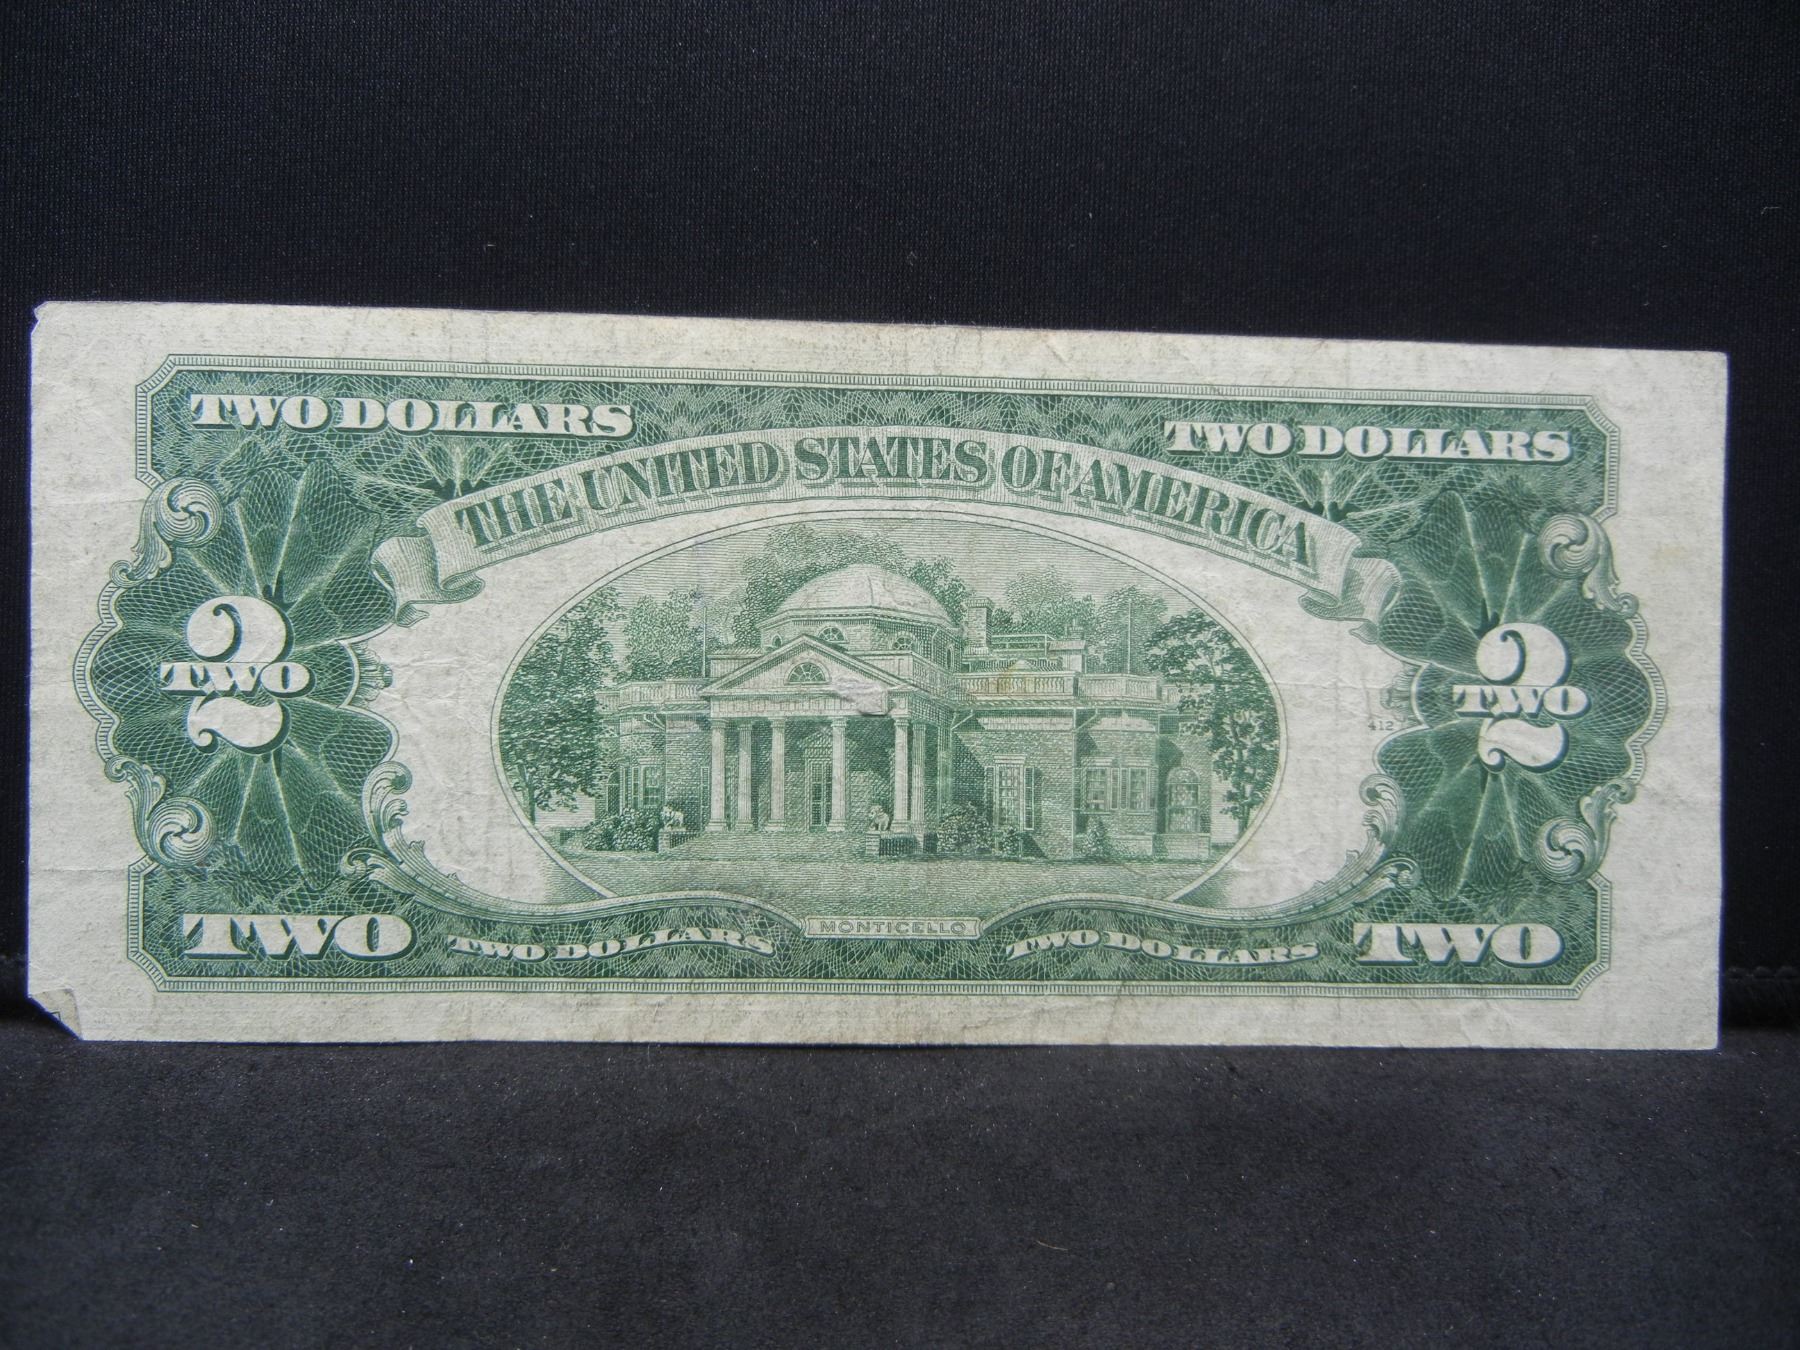 TWO DOLLARS
TWO DOLLARS
THE UNITED STATES OF AMERICA
2
TWO
2
TWO
412
MONTICELLO
TWO
TWO DOLLARS
TWO DOLLARS
TWO